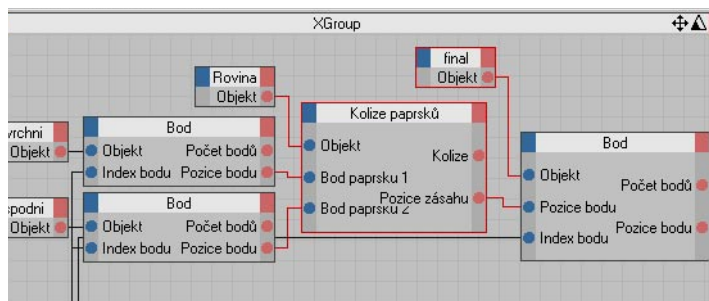 XGroup
final
Objekt
Rovina
Objekt
Kolize paprsků
Objekt
Kolize
Bod paprsku 1
Pozice zásahu
Bod paprsku 2
vrchni
Objekt
Bod
Objekt Počet bodů
Index bodu Pozice bodu
spodni
Objekt
Bod
Objekt Počet bodů
Index bodu Pozice bodu
Bod
Objekt
Počet bodů
Pozice bodu
Pozice bodu
Index bodu